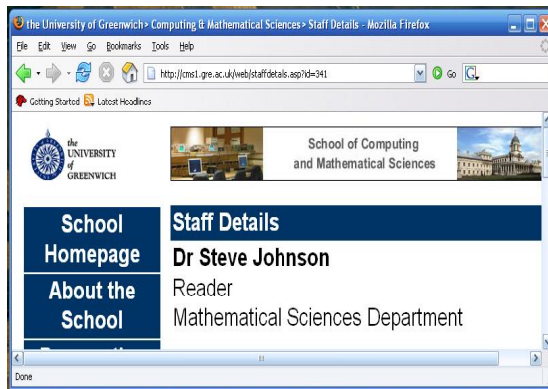 the University of Greenwich> Computing & Mathematical Sciences> Staff Details - Mozilla Firefox
File Edit View Go Bookmarks Tools Help
http://cms1.gre.ac.uk/web/staffdetals.asp?id=341 Go G
Getting Started Latest Headlines
the
UNIVERSITY
of
GREENWICH
School of Computing
and Mathematical Sciences
School
Homepage
About the
School
Staff Details
Dr Steve Johnson
Reader
Mathematical Sciences Department
Done